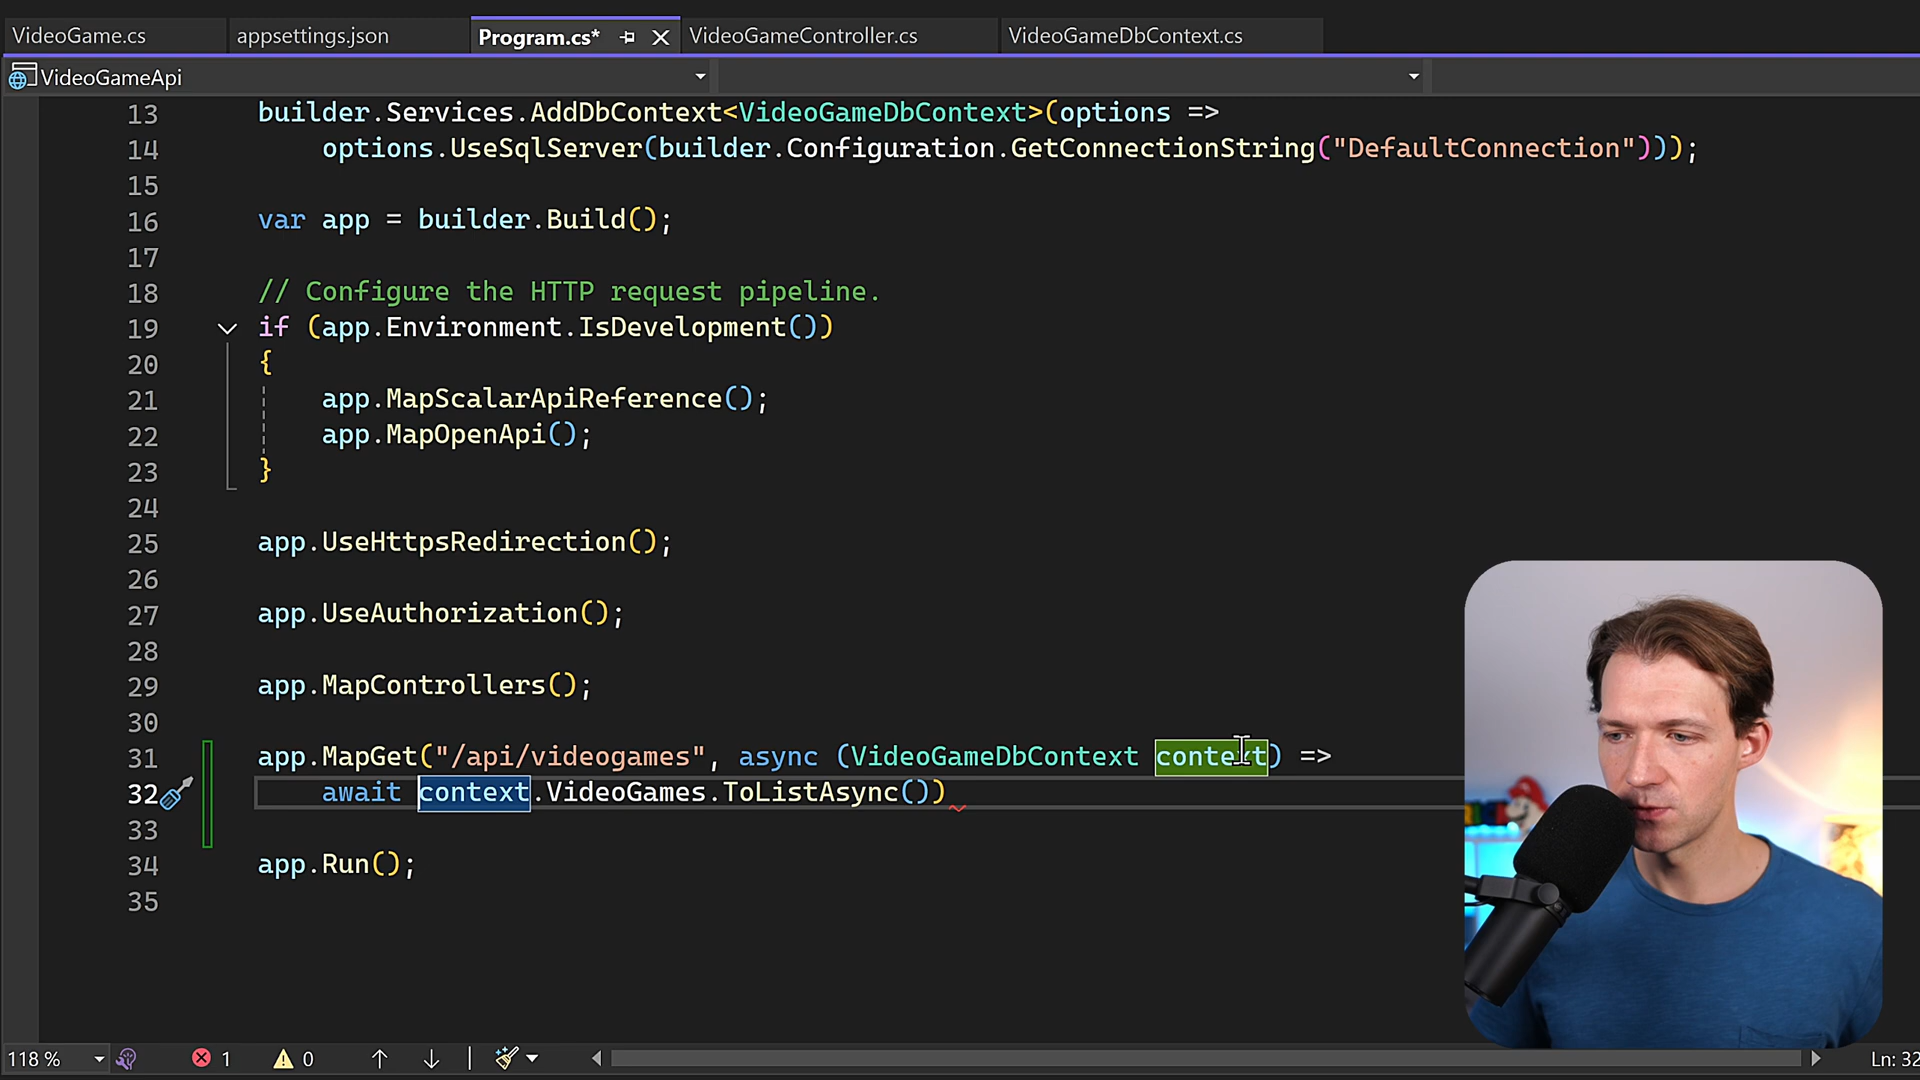 VideoGame.cs appsettings.json Program.cs* VideoGameController.cs VideoGameDbContext.cs
VideoGameApi
13 builder.Services.AddDbContext<VideoGameDbContext>(options =>
14 options.UseSqlServer(builder.Configuration.GetConnectionString("DefaultConnection")));
15
16 var app = builder.Build();
17
18 // Configure the HTTP request pipeline.
19 if (app.Environment.IsDevelopment())
20 {
21 app.MapScalarApiReference();
22 app.MapOpenApi();
23 }
24
25 app.UseHttpsRedirection();
26
27 app.UseAuthorization();
28
29 app.MapControllers();
30
31 app.MapGet("/api/videogames", async (VideoGameDbContext context) =>
32 await context.VideoGames.ToListAsync())
33
34 app.Run();
35
118 % 1 0 Ln: 32